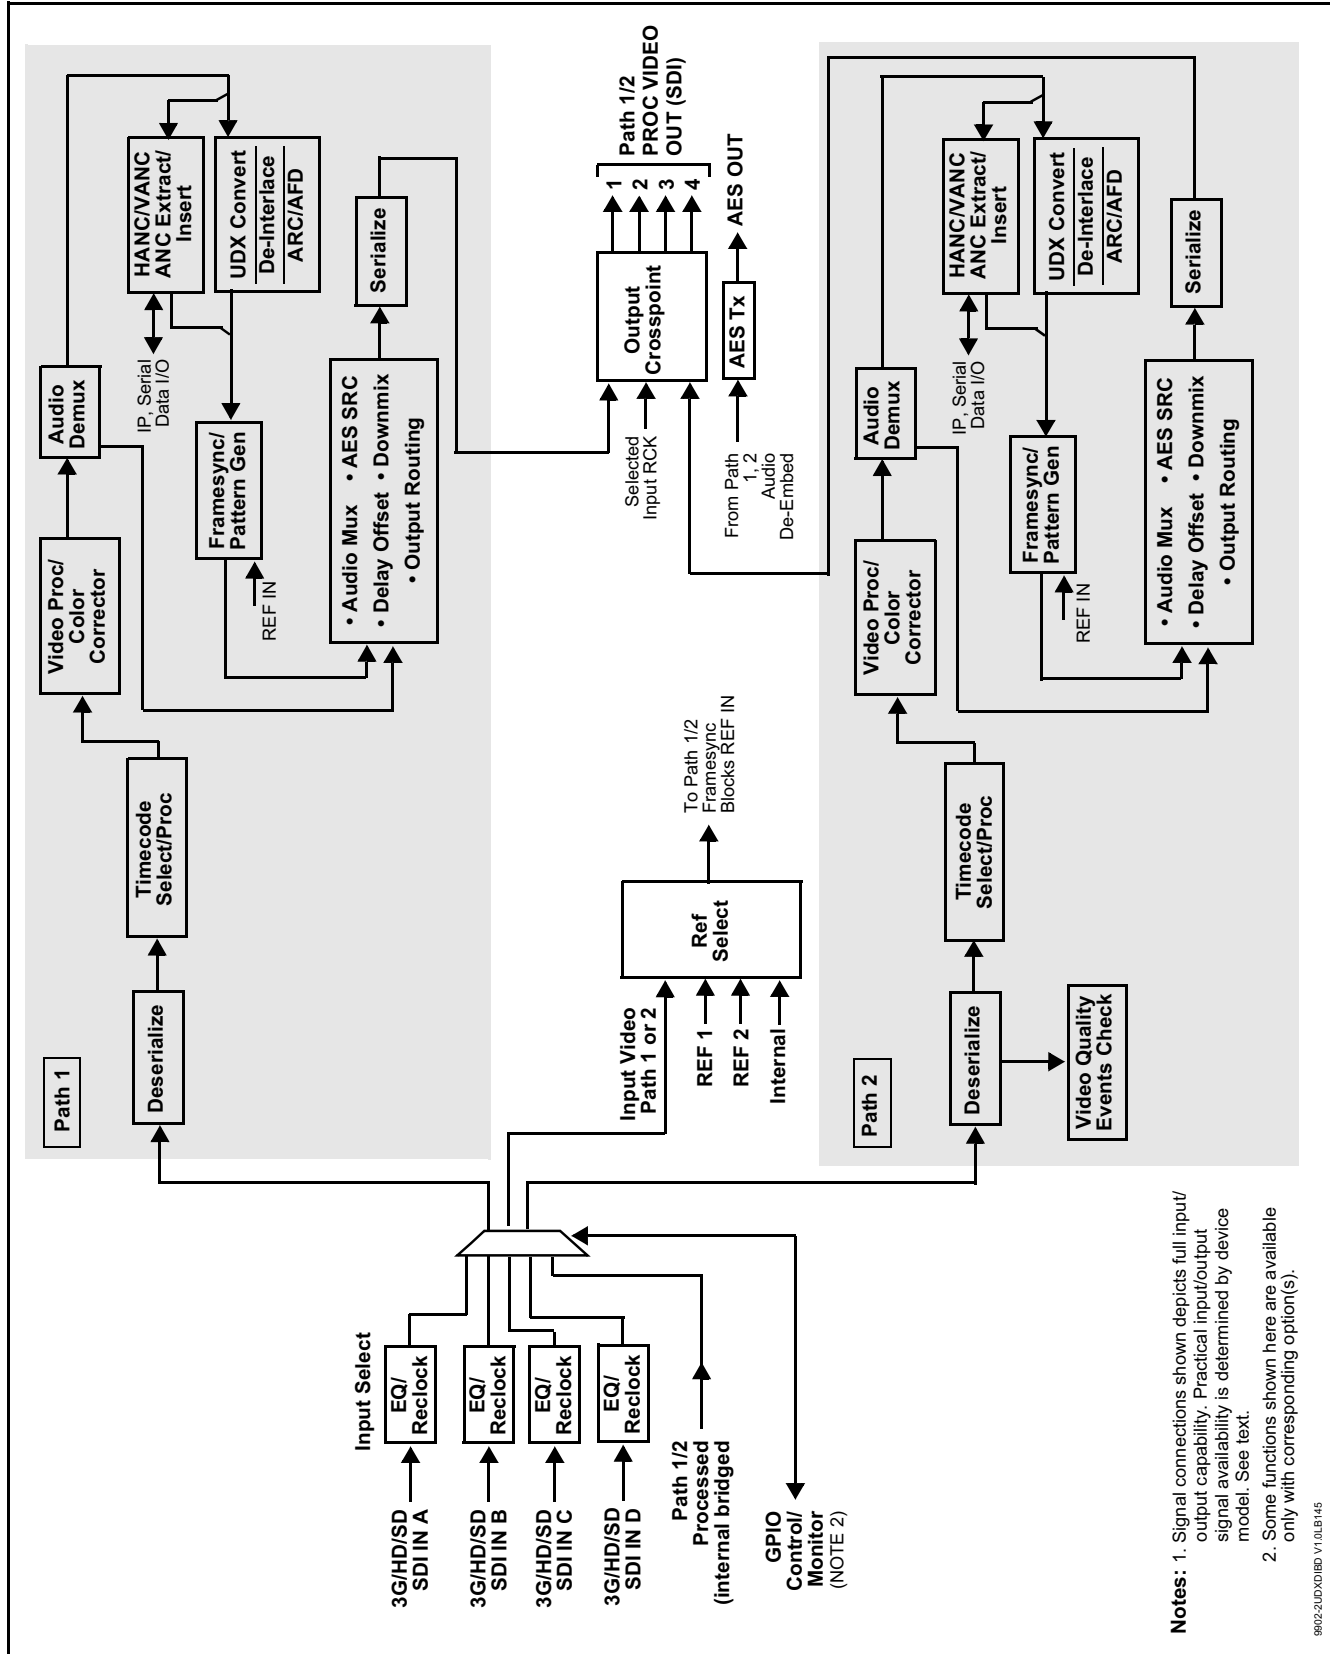 Input Select
3G/HD/SD
SDI IN A
EQ/
Reclock
3G/HD/SD
SDI IN B
EQ/
Reclock
3G/HD/SD
SDI IN C
EQ/
Reclock
3G/HD/SD
SDI IN D
EQ/
Reclock
Path 1/2
Processed
(internal bridged)
GPIO
Control/
Monitor
(NOTE 2)
Path 1
Deserialize
Timecode
Select/Proc
Video Proc/
Color
Corrector
Audio
Demux
HANC/VANC
ANC Extract/
Insert
IP, Serial
Data I/O
UDX Convert
De-Interlace
ARC/AFD
Framesync/
Pattern Gen
REF IN
• Audio Mux • AES SRC
• Delay Offset • Downmix
• Output Routing
Serialize
Input Video
Path 1 or 2
REF 1
REF 2
Internal
Ref
Select
To Path 1/2
Framesync
Blocks REF IN
Selected
Input RCK
Output
Crosspoint
1
2
3
4
Path 1/2
PROC VIDEO
OUT (SDI)
From Path
1, 2
Audio
De-Embed
AES Tx
AES OUT
Path 2
Deserialize
Video Quality
Events Check
Timecode
Select/Proc
Video Proc/
Color
Corrector
Audio
Demux
HANC/VANC
ANC Extract/
Insert
IP, Serial
Data I/O
UDX Convert
De-Interlace
ARC/AFD
Framesync/
Pattern Gen
REF IN
• Audio Mux • AES SRC
• Delay Offset • Downmix
• Output Routing
Serialize
Notes: 1. Signal connections shown depicts full input/
output capability. Practical input/output
signal availability is determined by device
model. See text.
2. Some functions shown here are available
only with corresponding option(s).
9902-2UDXDIBD V1.0LB145